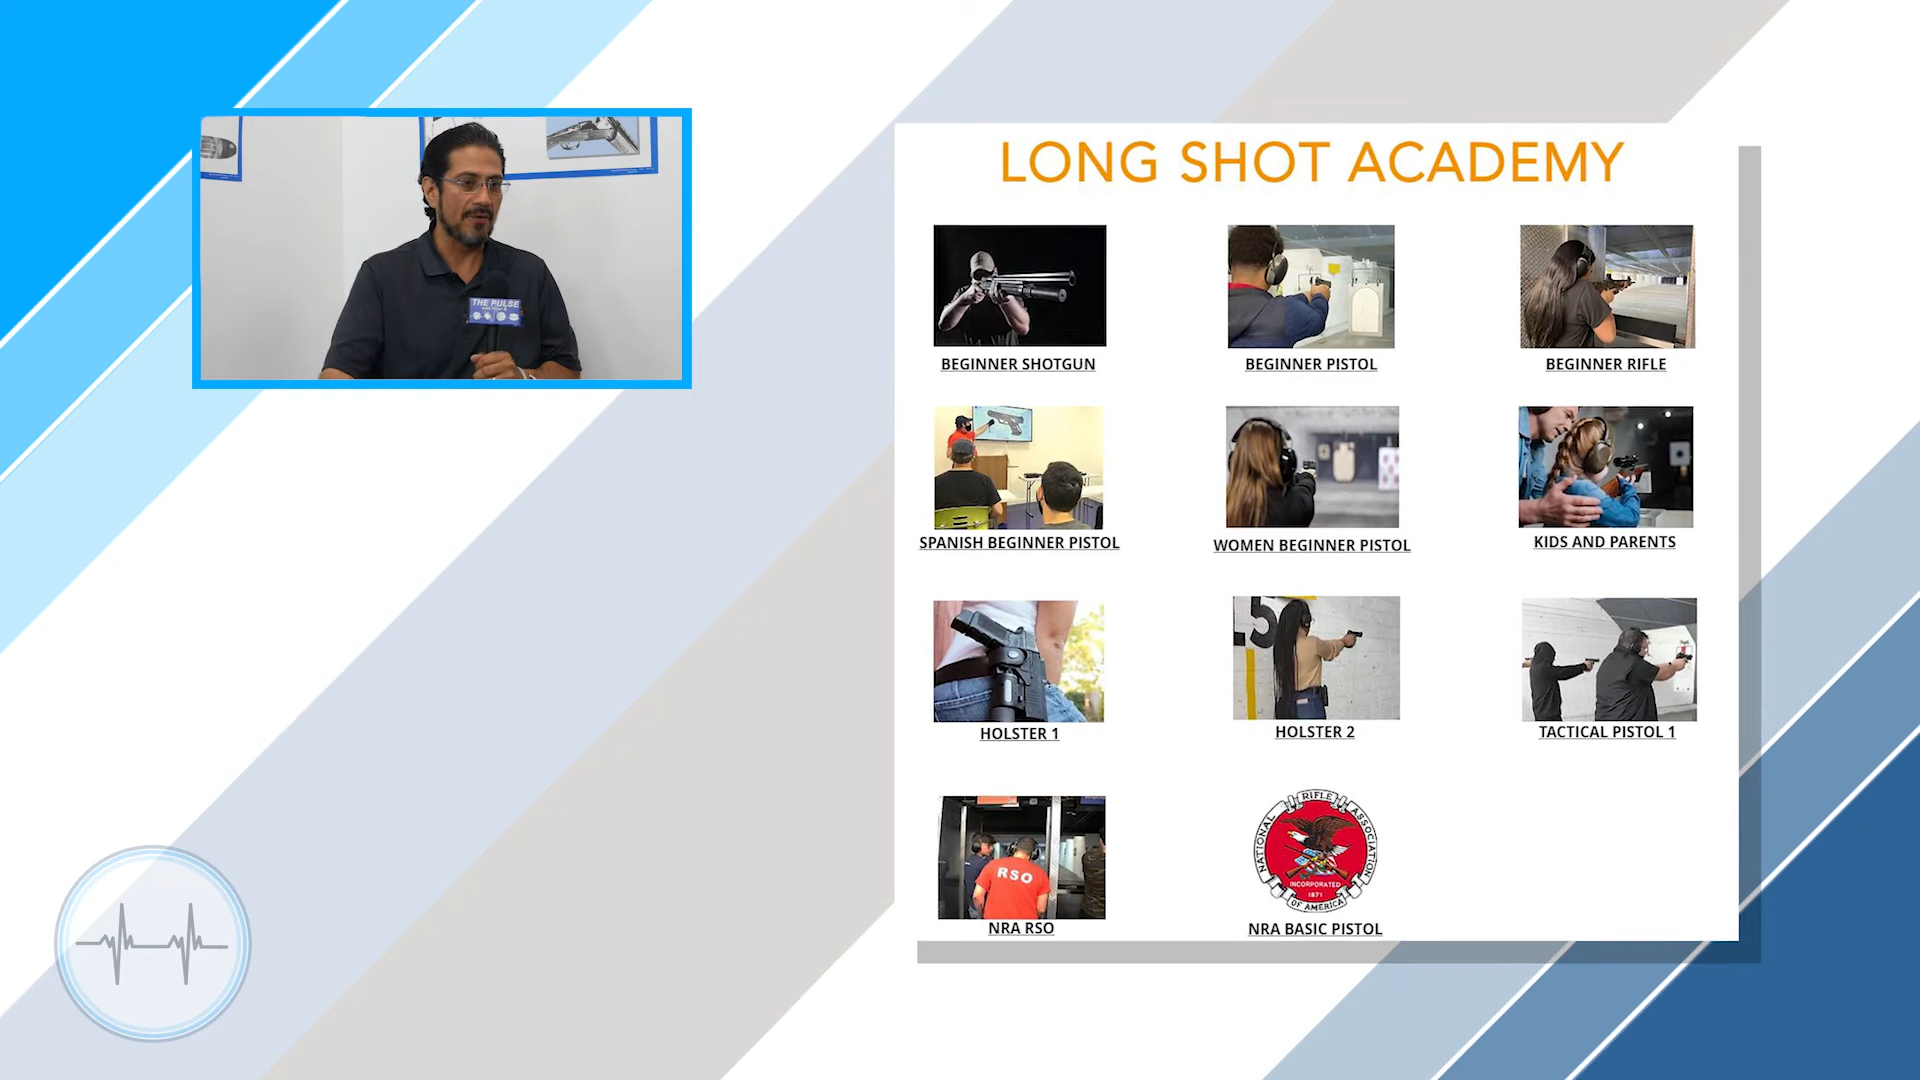 LONG SHOT ACADEMY
THE PULSE
BEGINNER SHOTGUN
BEGINNER PISTOL
BEGINNER RIFLE
SPANISH BEGINNER PISTOL
WOMEN BEGINNER PISTOL
KIDS AND PARENTS
5
HOLSTER 1
HOLSTER 2
TACTICAL PISTOL 1
RSO
NATIONAL RIFLE ASSOCIATION
INCORPORATED
1871
OF AMERICA
NRA RSO
NRA BASIC PISTOL